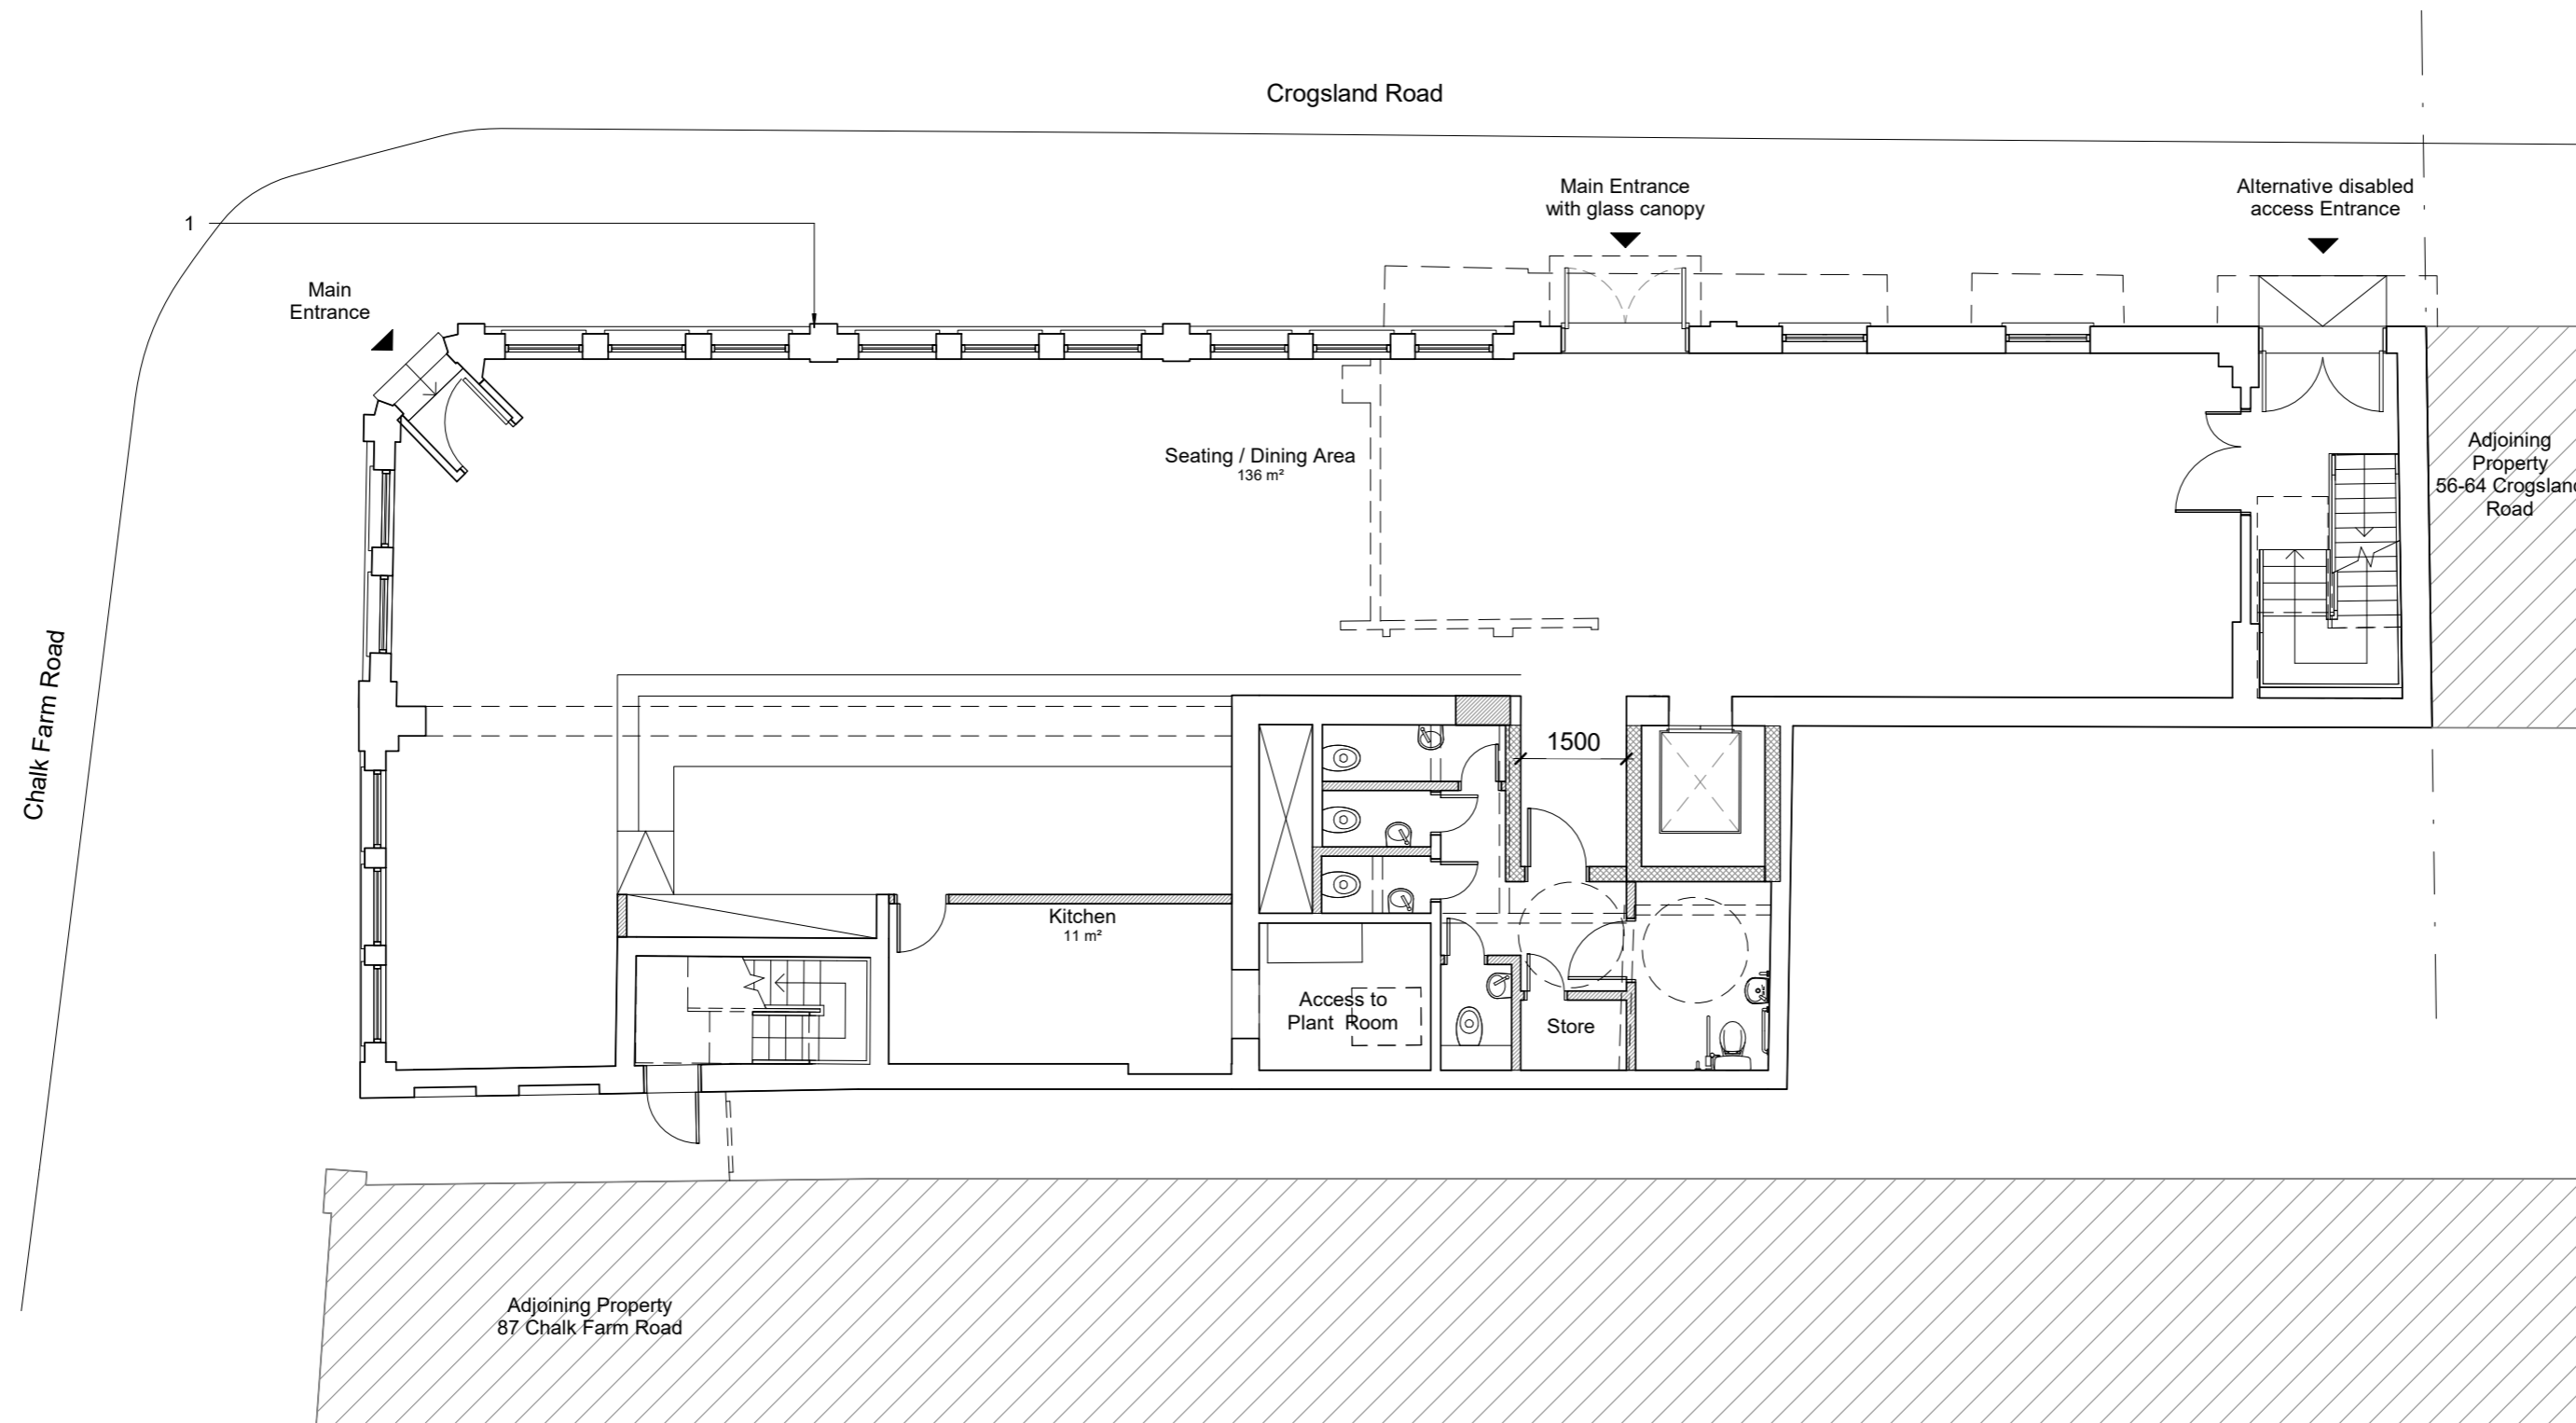 Crogsland Road
Main Entrance
with glass canopy
Alternative disabled
access Entrance
1
Main
Entrance
Seating / Dining Area
136 m²
Adjoining
Property
56-64 Crogsland
Road
Chalk Farm Road
1500
Kitchen
11 m²
Access to
Plant Room
Store
Adjoining Property
87 Chalk Farm Road